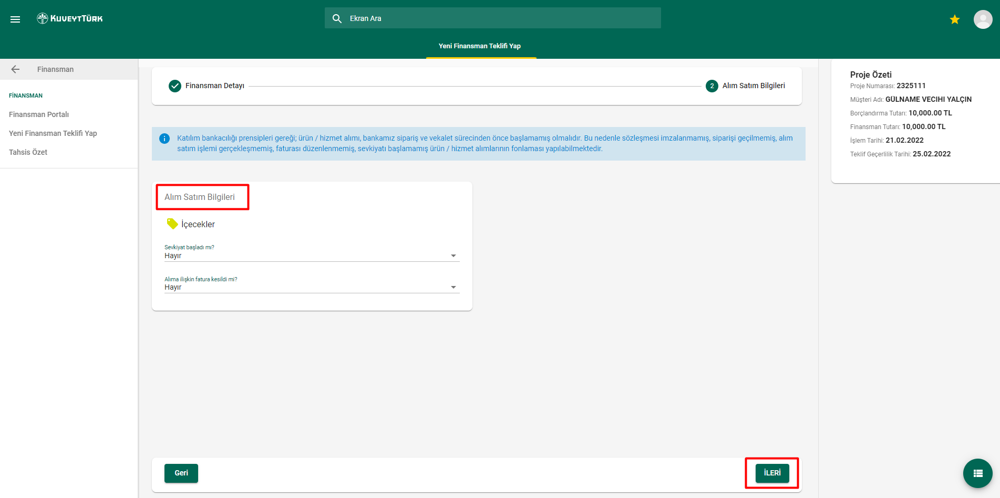 KUVEYTTÜRK
Ekran Ara
Yeni Finansman Teklifi Yap
Finansman
FİNANSMAN
Finansman Portalı
Yeni Finansman Teklifi Yap
Tahsis Özet
Finansman Detayı
2 Alım Satım Bilgileri
Katılım bankacılığı prensipleri gereği; ürün / hizmet alımı, bankamız sipariş ve vekalet sürecinden önce başlamamış olmalıdır. Bu nedenle sözleşmesi imzalanmamış, siparişi geçilmemiş, alım
satım işlemi gerçekleşmemiş, faturası düzenlenmemiş, sevkiyatı başlamamış ürün / hizmet alımlarının fonlaması yapılabilmektedir.
Alım Satım Bilgileri
İçecekler
Sevkiyat başladı mı?
Hayır
Alıma ilişkin fatura kesildi mi?
Hayır
Geri
İLERİ
Proje Özeti
Proje Numarası: 2325111
Müşteri Adı: GÜLNAME VECIHI YALÇIN
Borçlandırma Tutarı: 10,000.00 TL
Finansman Tutarı: 10,000.00 TL
İşlem Tarihi: 21.02.2022
Teklif Geçerlilik Tarihi: 25.02.2022